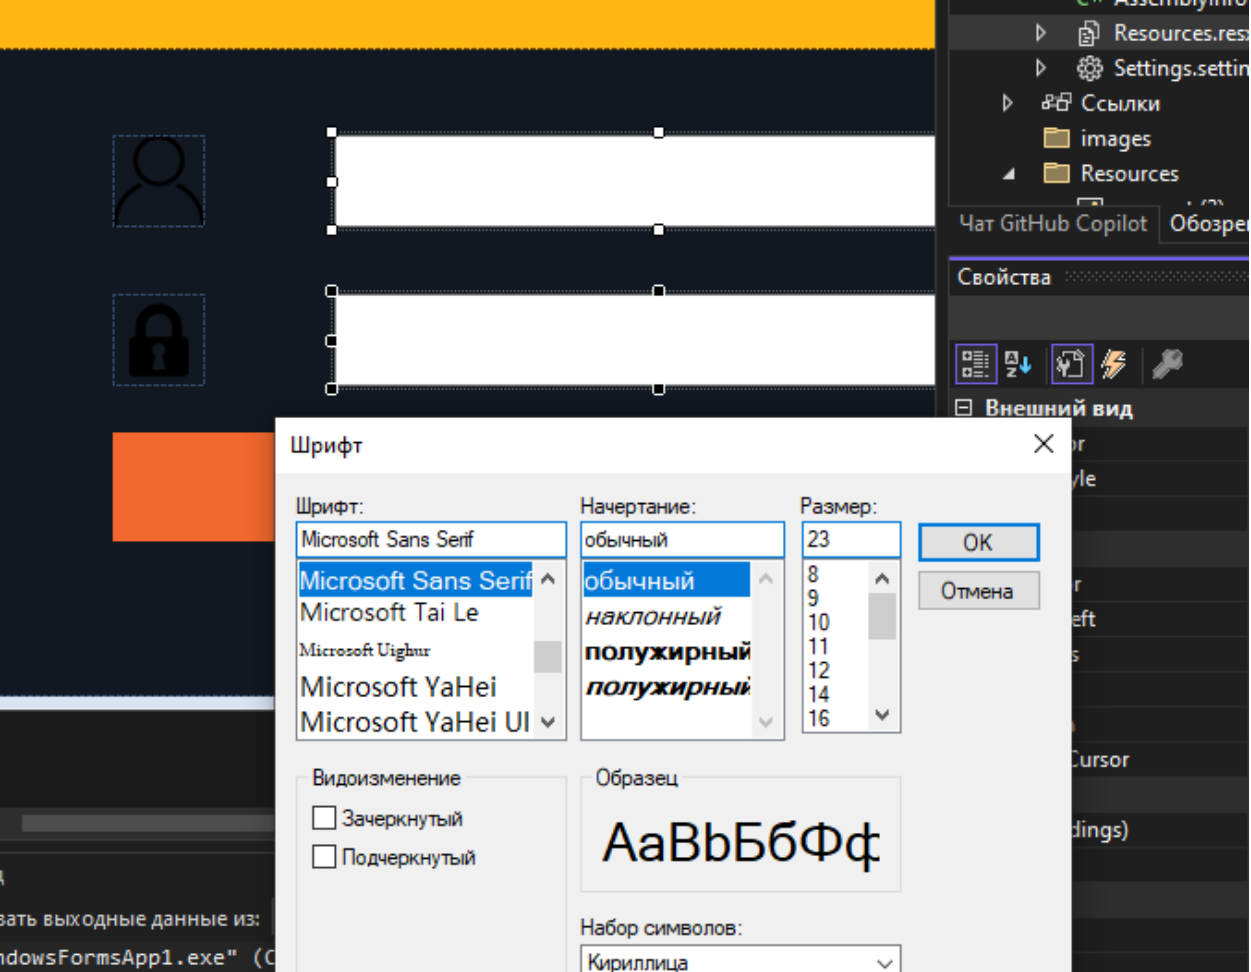 Resources.res
Settings.settin
Ссылки
images
Resources
Чат GitHub Copilot
Обозре
Свойства
Внешний вид
Шрифт
Шрифт:
Начертание:
Размер:
Microsoft Sans Serif
обычный
23
OK
Отмена
Microsoft Sans Serif
Microsoft Tai Le
Microsoft Uighur
Microsoft YaHei
Microsoft YaHei UI
обычный
наклонный
полужирный
полужирный
8
9
10
11
12
14
16
yle
eft
Cursor
dings)
Видоизменение
Зачеркнутый
Подчеркнутый
Образец
AaBbБбФф
Набор символов:
Кириллица
вать выходные данные из:
ndowsFormsApp1.exe" (C